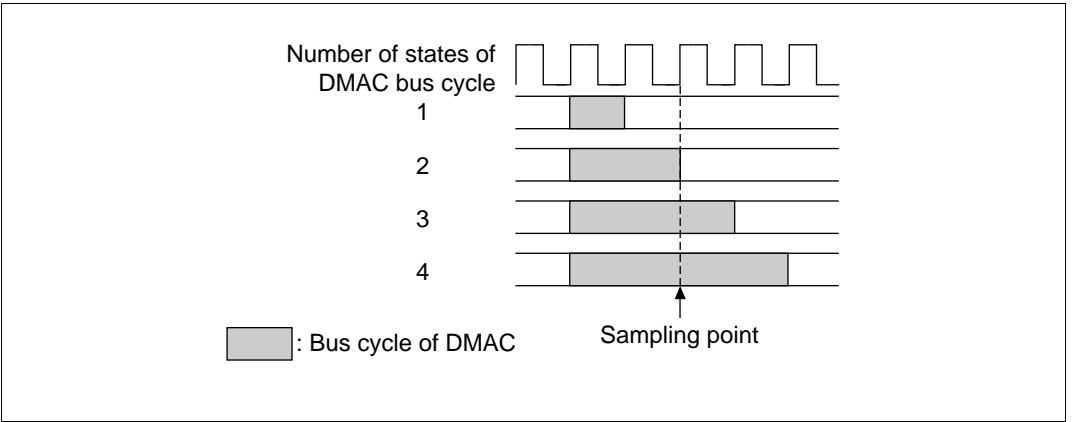 Number of states of
DMAC bus cycle
1
2
3
4
Sampling point
: Bus cycle of DMAC